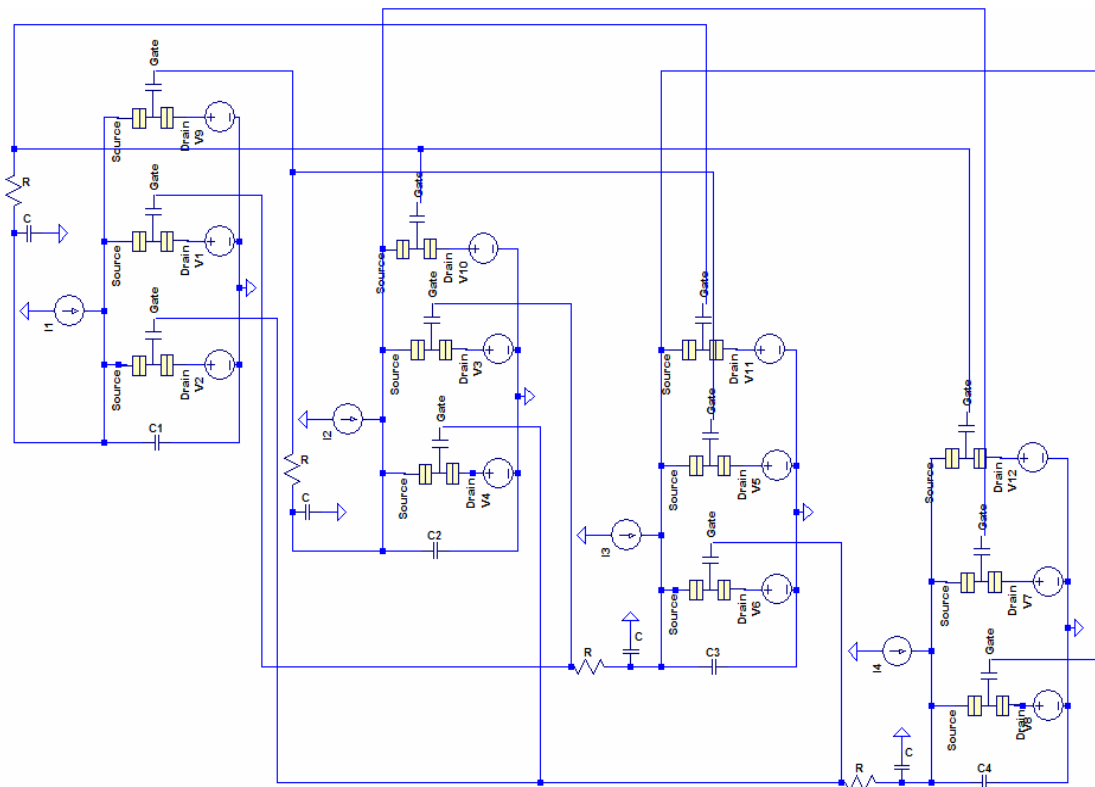 Gate
Source
Drain
V9
R
C
Gate
Source
Drain
V1
I1
Gate
Source
Drain
V2
C1
Gate
Source
Drain
V10
Gate
Source
Drain
V3
I2
Gate
Source
Drain
V4
R
C
C2
Gate
Source
Drain
V11
Gate
Source
Drain
V5
I3
Gate
Source
Drain
V6
R
C
C3
Gate
Source
Drain
V12
Gate
Source
Drain
V7
I4
Gate
Source
Drain
V8
R
C
C4